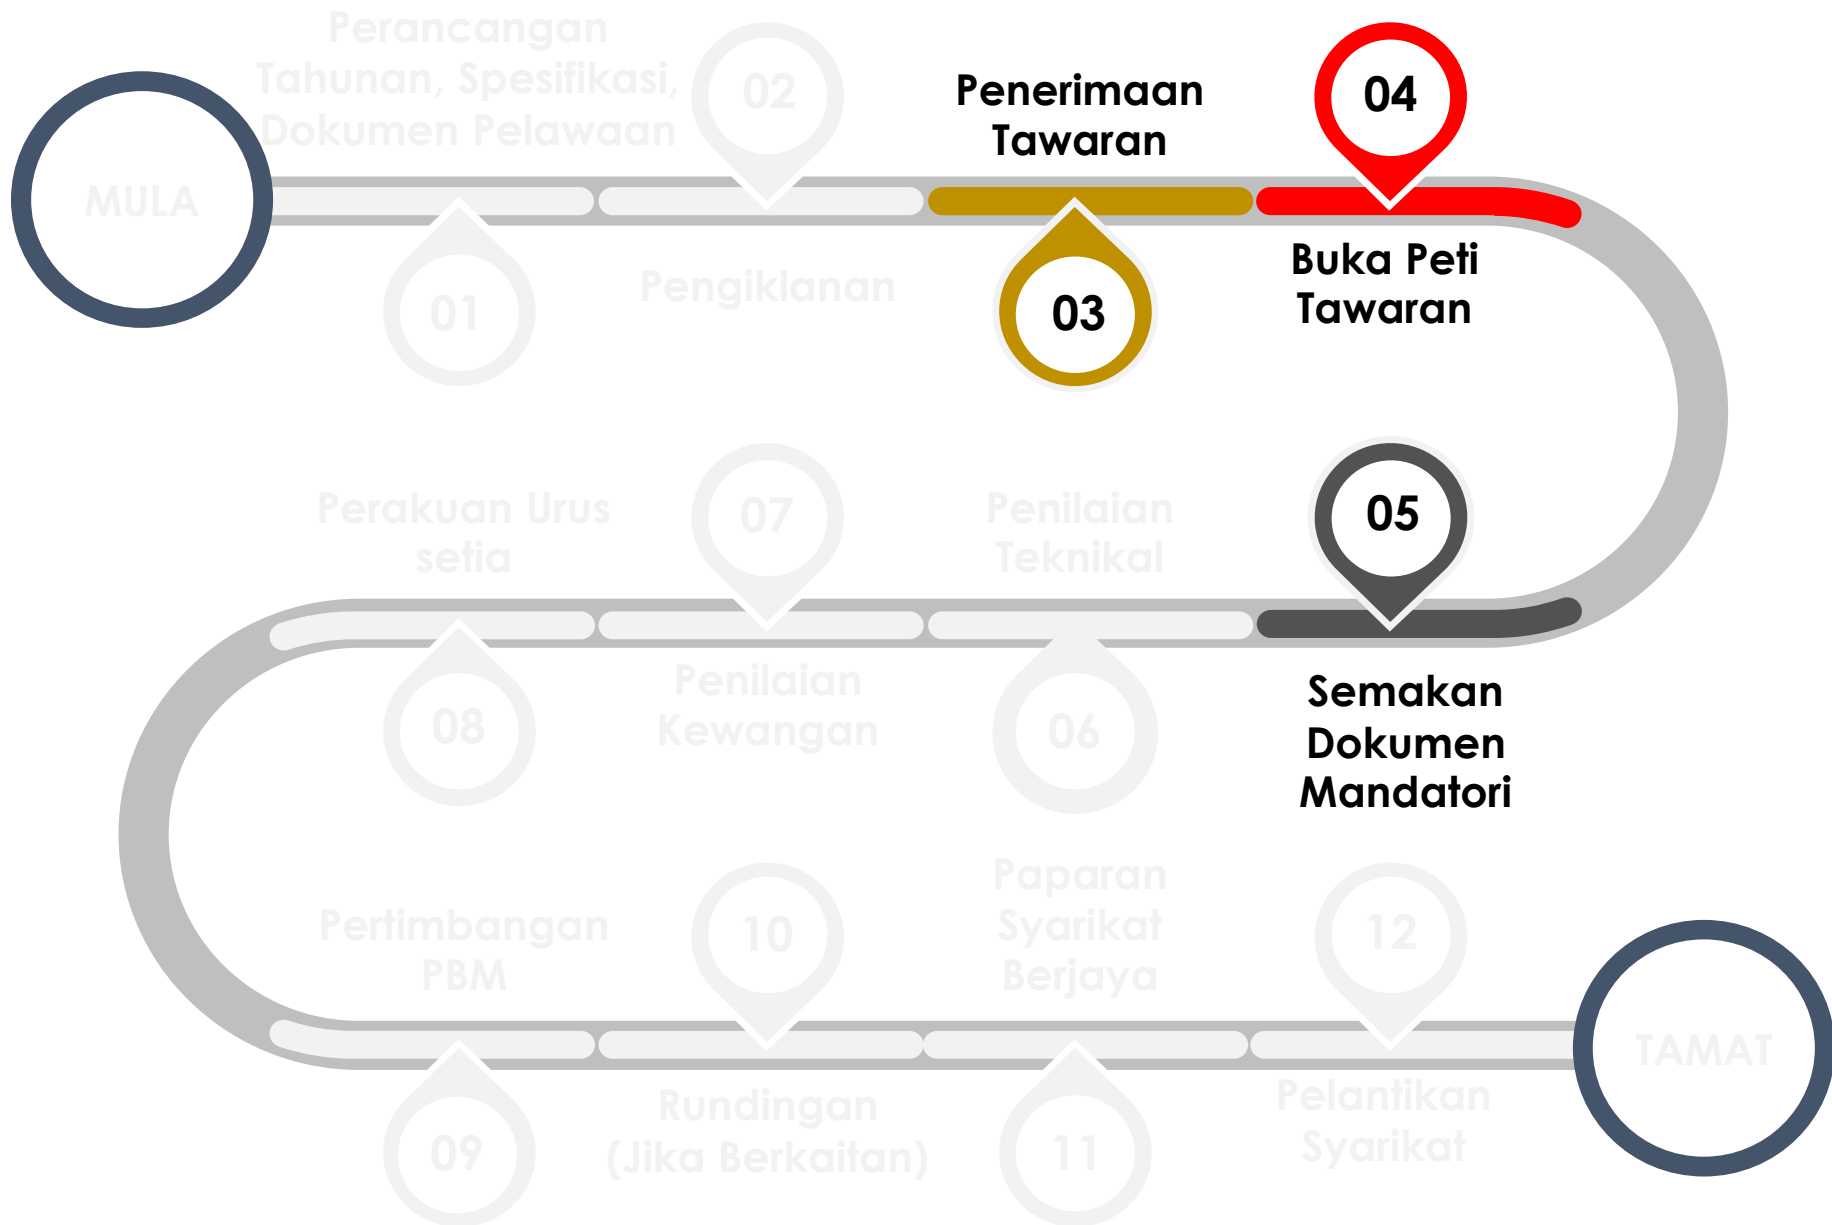 MULA
Perancangan
Tahunan, Spesifikasi,
Dokumen Pelawaan
01
02
Pengiklanan
Penerimaan
Tawaran
03
04
Buka Peti
Tawaran
05
Semakan
Dokumen
Mandatori
Penilaian
Teknikal
06
07
Penilaian
Kewangan
Perakuan Urus
setia
08
Pertimbangan
PBM
09
10
Rundingan
(Jika Berkaitan)
Paparan
Syarikat
Berjaya
11
12
Pelantikan
Syarikat
TAMAT